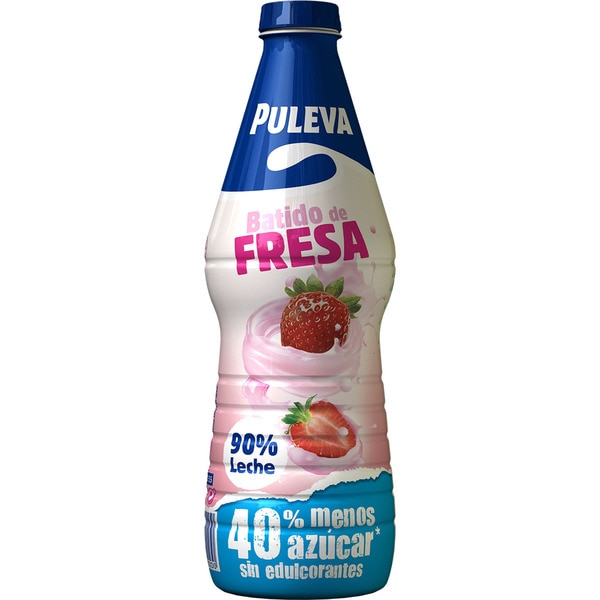 PULEVA
Batido de
FRESA
90%
Leche
40% menos
azúcar*
sin edulcorantes